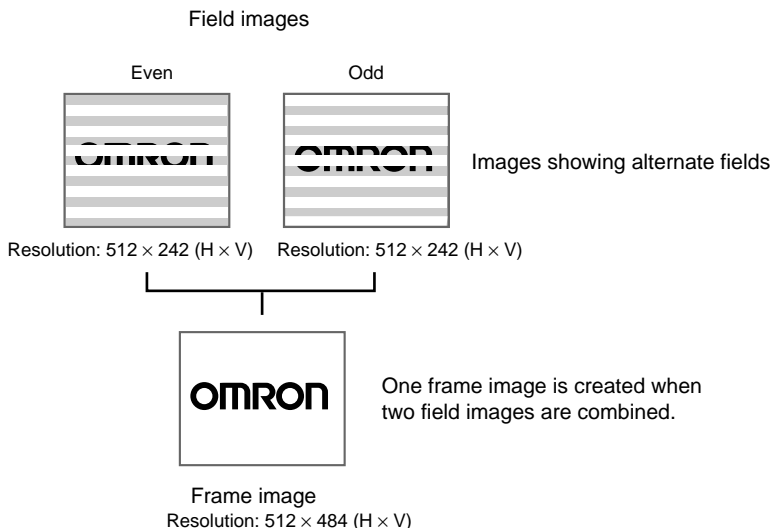 Field images
Even
Odd
OMRON
OMRON
Images showing alternate fields
Resolution: 512 × 242 (H × V)
Resolution: 512 × 242 (H × V)
OMRON
One frame image is created when
two field images are combined.
Frame image
Resolution: 512 × 484 (H × V)